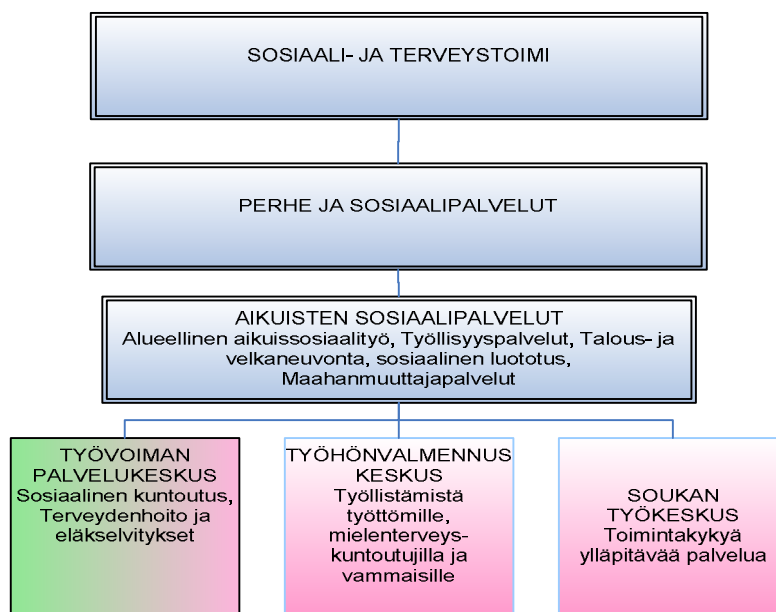 SOSIAALI- JA TERVEYSTOIMI
PERHE JA SOSIAALIPALVELUT
AIKUISTEN SOSIAALIPALVELUT
Alueellinen aikuissosiaalityö, Työllisyyspalvelut, Talous- ja
velkaneuvonta, sosiaalinen luototus,
Maahanmuuttajapalvelut
TYÖVOIMAN
PALVELUKESKUS
Sosiaalinen kuntoutus,
Terveydenhoito ja
eläkselvitykset
TYÖHÖNVALMENNUS
KESKUS
Työllistämistä
työttömille,
mielenterveys-
kuntoutujilla ja
vammaisille
SOUKAN
TYÖKESKUS
Toimintakykyä
ylläpitävää palvelua